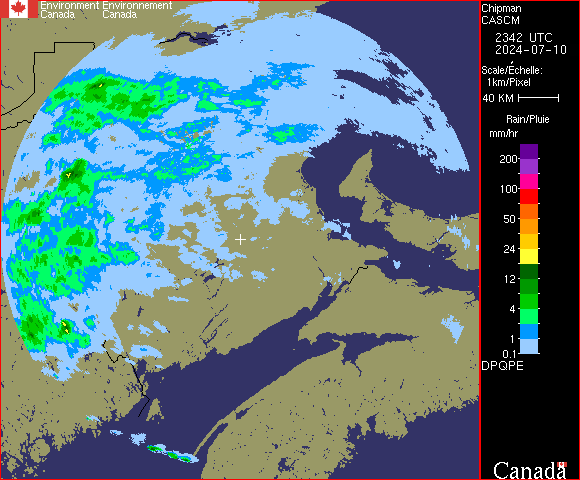 Environment Environnement
Canada Canada
Chipman
CASCM
2342 UTC
2024-07-10
Scale/Échelle:
1km/Pixel
40 KM
Rain/Pluie
mm/hr
200
100
50
24
12
4
1
0.1
DPQPE
Canada